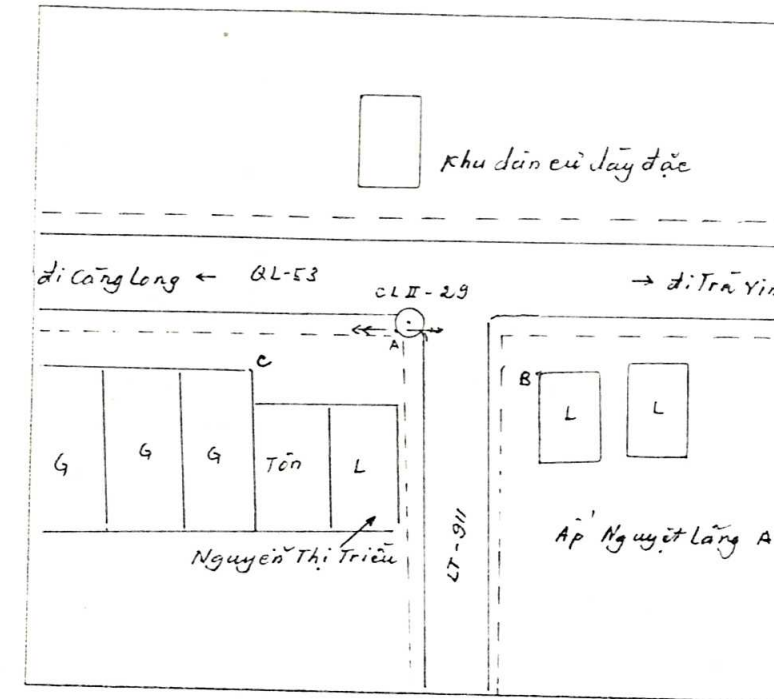 Khu dân cư dày đặc
đi Càng Long ← QL-53
CL II - 29
→ đi Trà Vin
A
C
B
L
L
G
G
G
Tôn
L
Nguyễn Thị Triều
LT-911
Ấp Nguyệt Lãng A